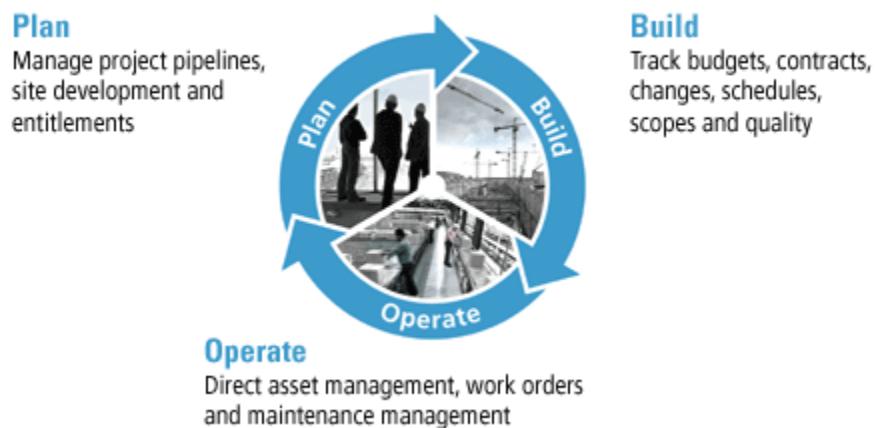 Plan
Manage project pipelines,
site development and
entitlements
Build
Track budgets, contracts,
changes, schedules,
scopes and quality
Plan
Build
Operate
Operate
Direct asset management, work orders
and maintenance management